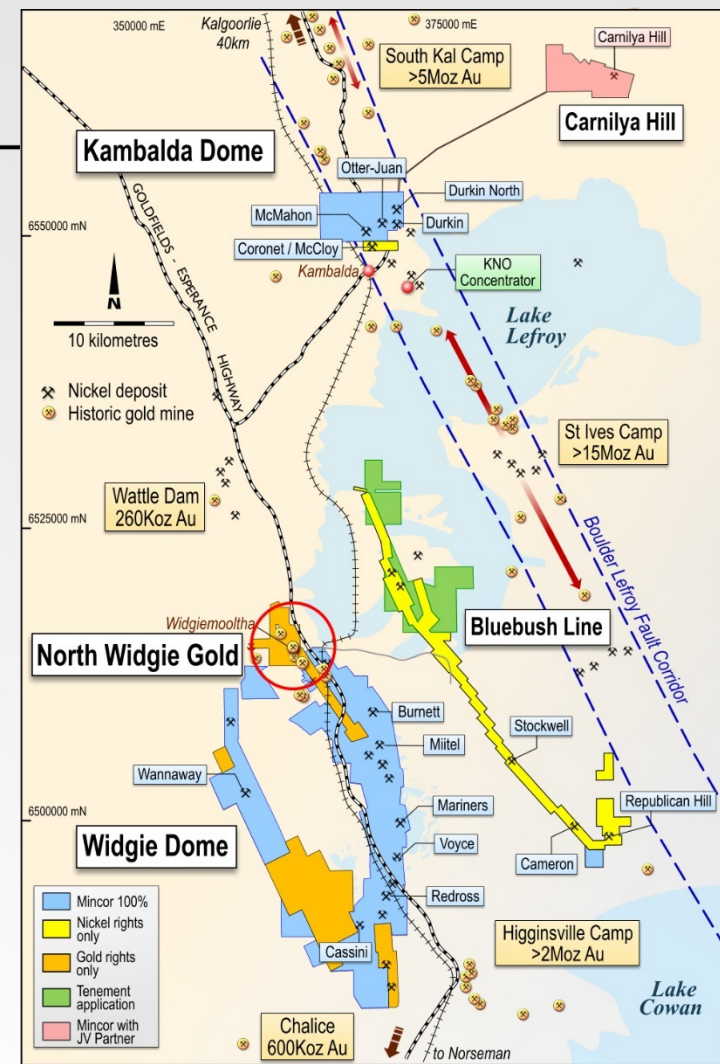 350000 mE
375000 mE
Kalgoorlie
40km
South Kal Camp
>5Moz Au
Carnilya Hill
Carnilya Hill
Kambalda Dome
Otter-Juan
Durkin North
McMahon
Durkin
6550000 mN
Coronet / McCloy
Kambalda
KNO
Concentrator
GOLDFIELDS - ESPERANCE HIGHWAY
N
10 kilometres
Lake
Lefroy
Nickel deposit
Historic gold mine
St Ives Camp
>15Moz Au
Wattle Dam
260Koz Au
6525000 mN
Boulder Lefroy Fault Corridor
Widgiemooltha
North Widgie Gold
Bluebush Line
Burnett
Stockwell
Miitel
Wannaway
Republican Hill
6500000 mN
Mariners
Widgie Dome
Voyce
Cameron
Mincor 100%
Redross
Nickel rights
only
Higginsville Camp
>2Moz Au
Gold rights
only
Cassini
Tenement
application
Lake
Cowan
Mincor with
JV Partner
Chalice
600Koz Au
to Norseman